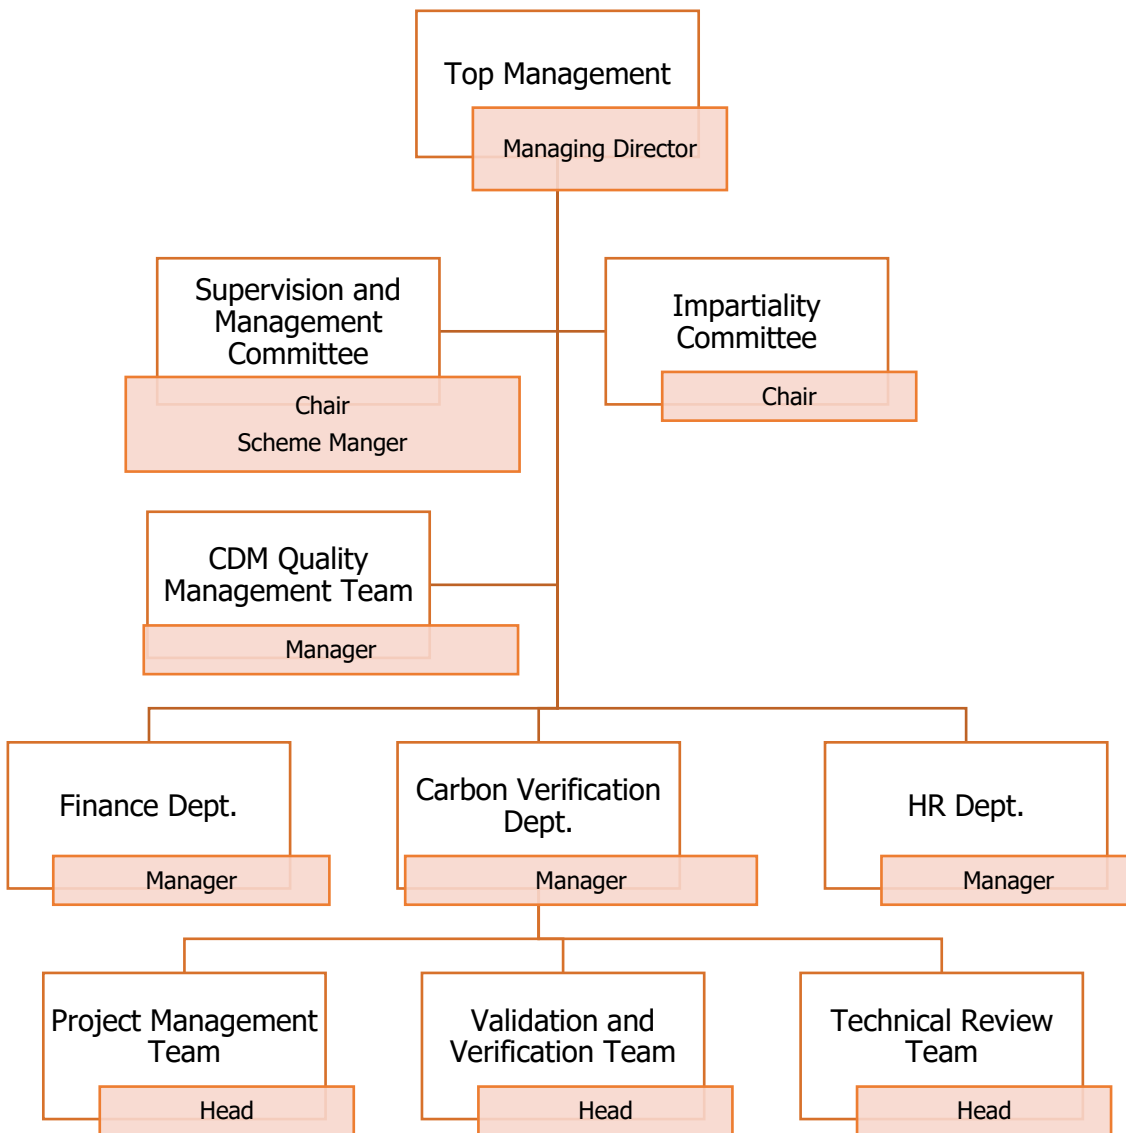 Top Management
Managing Director
Supervision and
Management
Committee
Chair
Scheme Manger
Impartiality
Committee
Chair
CDM Quality
Management Team
Manager
Finance Dept.
Manager
Carbon Verification
Dept.
Manager
HR Dept.
Manager
Project Management
Team
Head
Validation and
Verification Team
Head
Technical Review
Team
Head